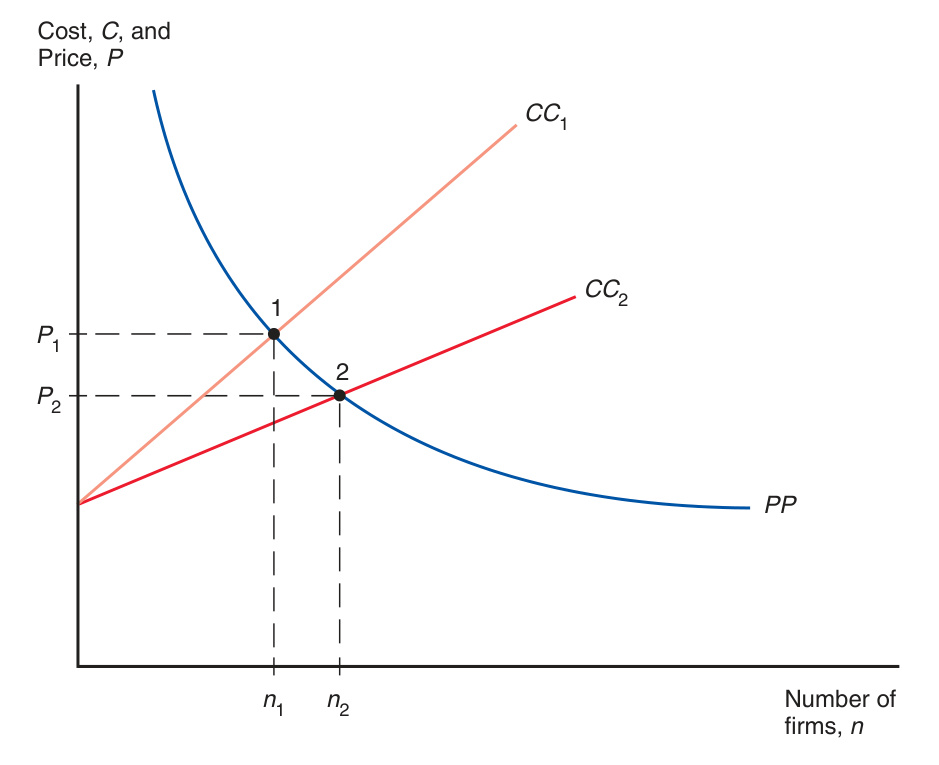 Cost, C, and
Price, P
CC₁
CC₂
1
P₁
2
P₂
PP
n₁
n₂
Number of
firms, n